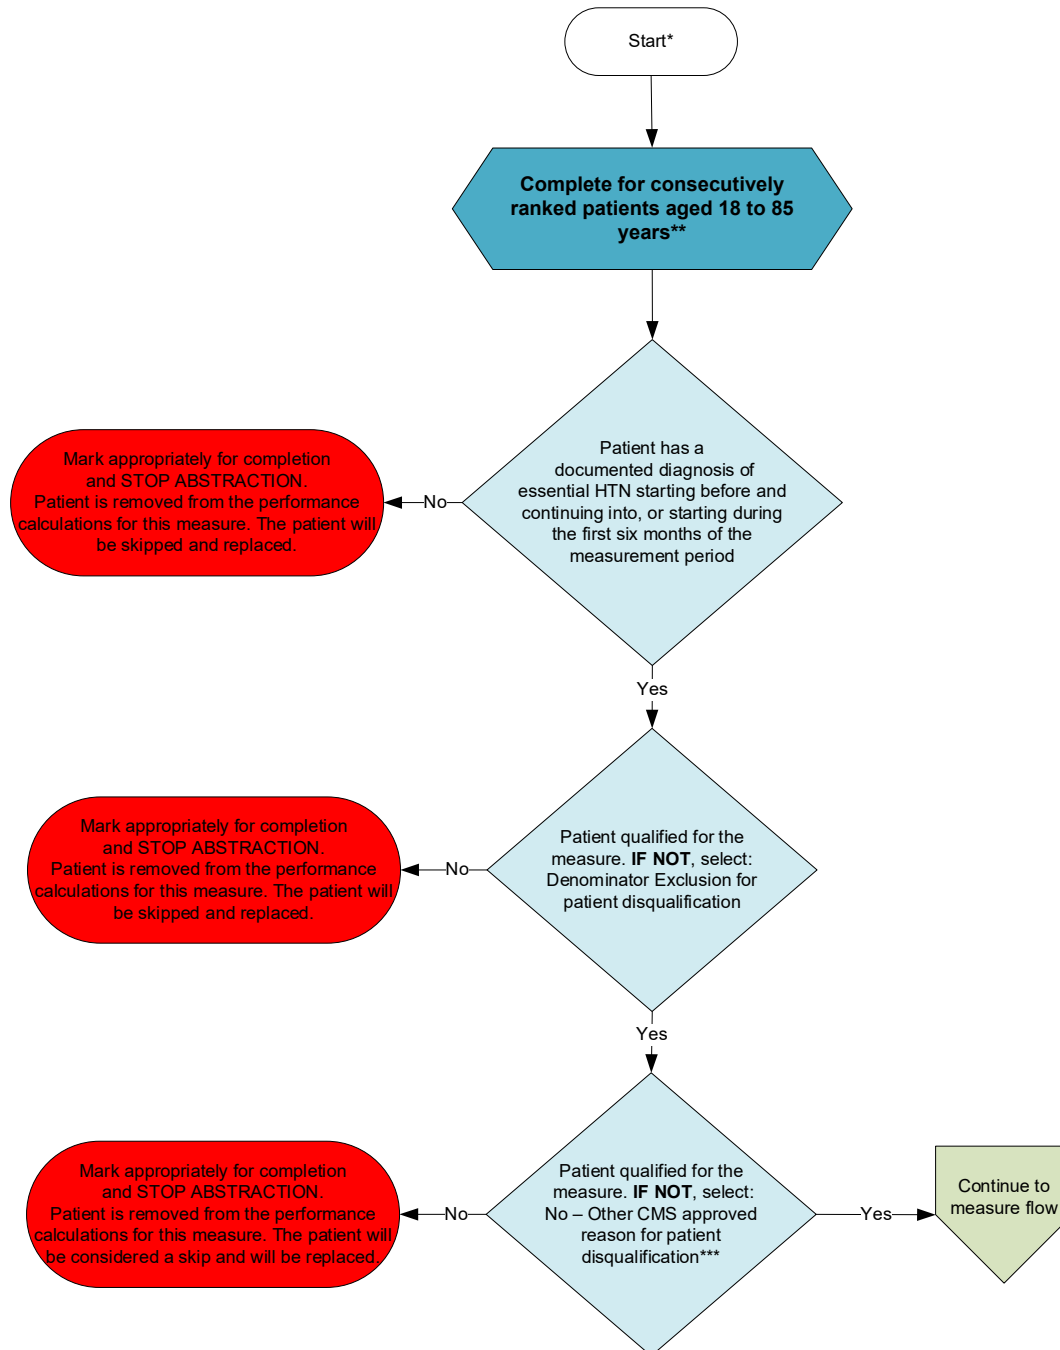 Start*
Complete for consecutively
ranked patients aged 18 to 85
years**
Patient has a
documented diagnosis of
essential HTN starting before and
continuing into, or starting during
the first six months of the
measurement period
No
Mark appropriately for completion
and STOP ABSTRACTION.
Patient is removed from the performance
calculations for this measure. The patient will
be skipped and replaced.
Yes
Patient qualified for the
measure. IF NOT, select:
Denominator Exclusion for
patient disqualification
No
Mark appropriately for completion
and STOP ABSTRACTION.
Patient is removed from the performance
calculations for this measure. The patient will
be skipped and replaced.
Yes
Patient qualified for the
measure. IF NOT, select:
No – Other CMS approved
reason for patient
disqualification***
No
Mark appropriately for completion
and STOP ABSTRACTION.
Patient is removed from the performance
calculations for this measure. The patient will
be considered a skip and will be replaced.
Yes
Continue to
measure flow